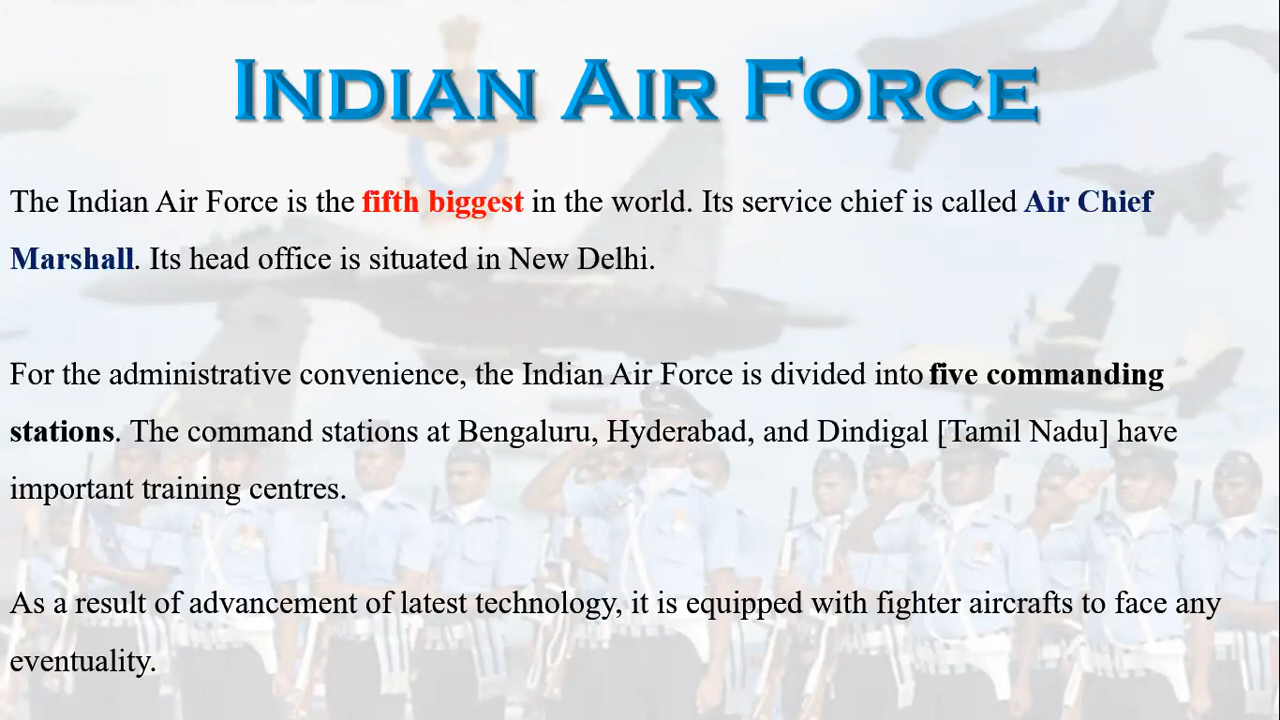 INDIAN AIR FORCE
The Indian Air Force is the fifth biggest in the world. Its service chief is called Air Chief
Marshall. Its head office is situated in New Delhi.
For the administrative convenience, the Indian Air Force is divided into five commanding
stations. The command stations at Bengaluru, Hyderabad, and Dindigal [Tamil Nadu] have
important training centres.
As a result of advancement of latest technology, it is equipped with fighter aircrafts to face any
eventuality.